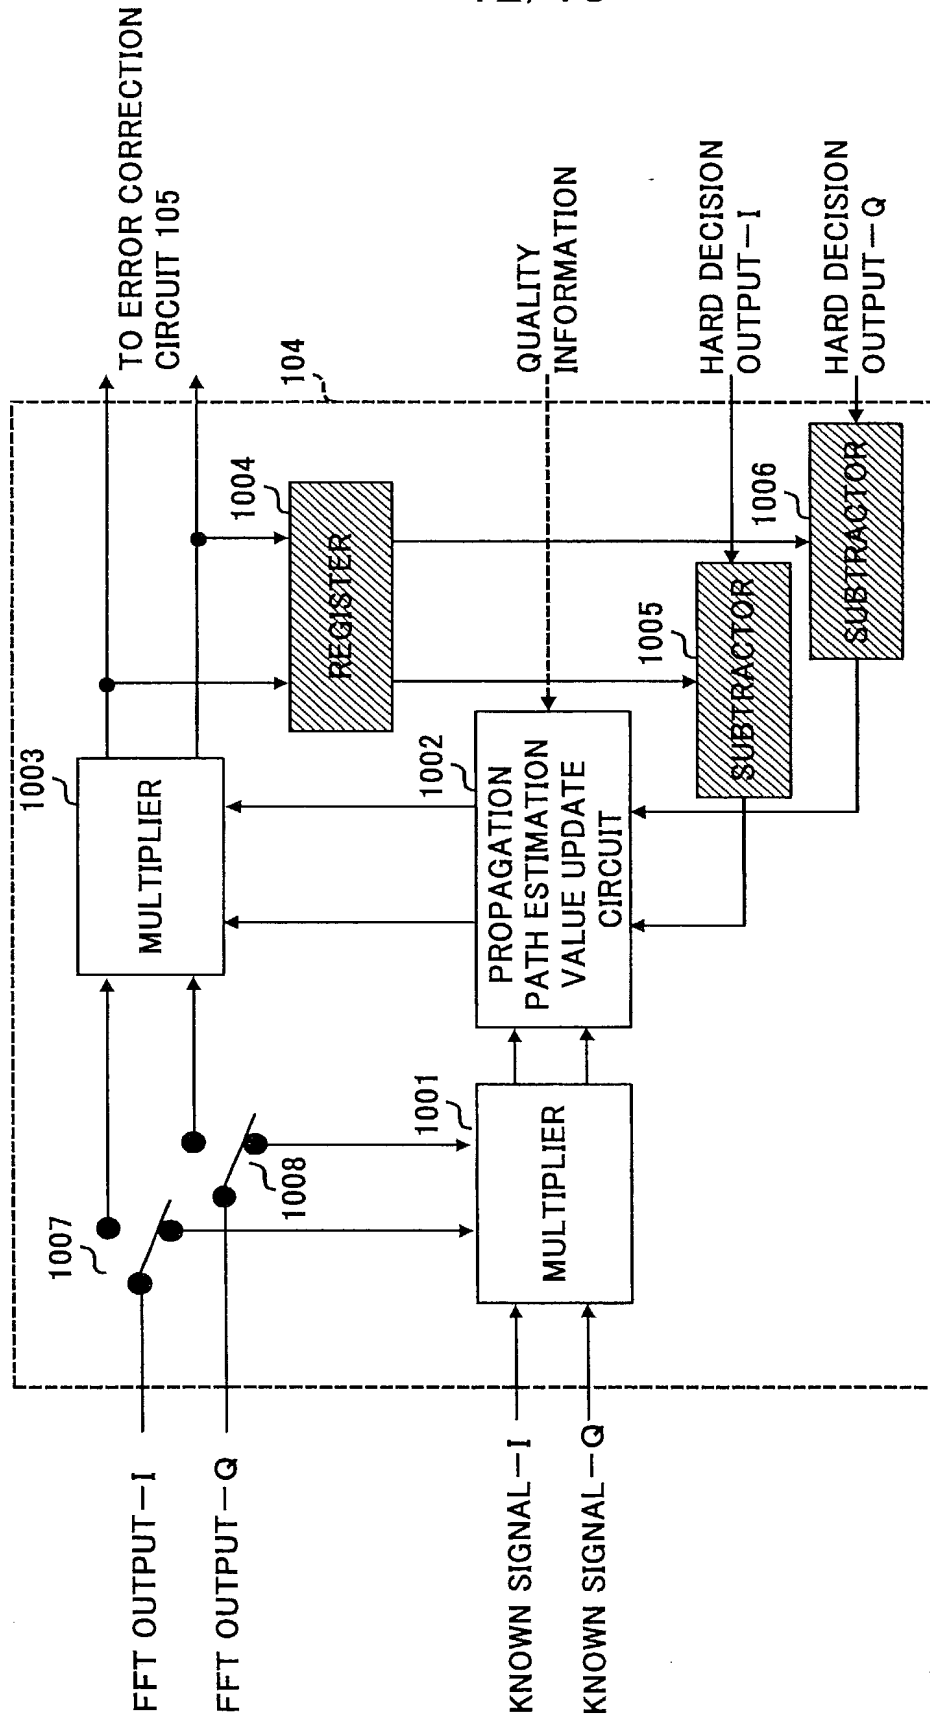 TO ERROR CORRECTION
CIRCUIT 105
104
1003
MULTIPLIER
1004
REGISTER
QUALITY
INFORMATION
HARD DECISION
OUTPUT—I
HARD DECISION
OUTPUT—Q
1007
1008
1001
MULTIPLIER
1002
PROPAGATION
PATH ESTIMATION
VALUE UPDATE
CIRCUIT
1005
SUBTRACTOR
1006
SUBTRACTOR
FFT OUTPUT—I
FFT OUTPUT—Q
KNOWN SIGNAL—I
KNOWN SIGNAL—Q